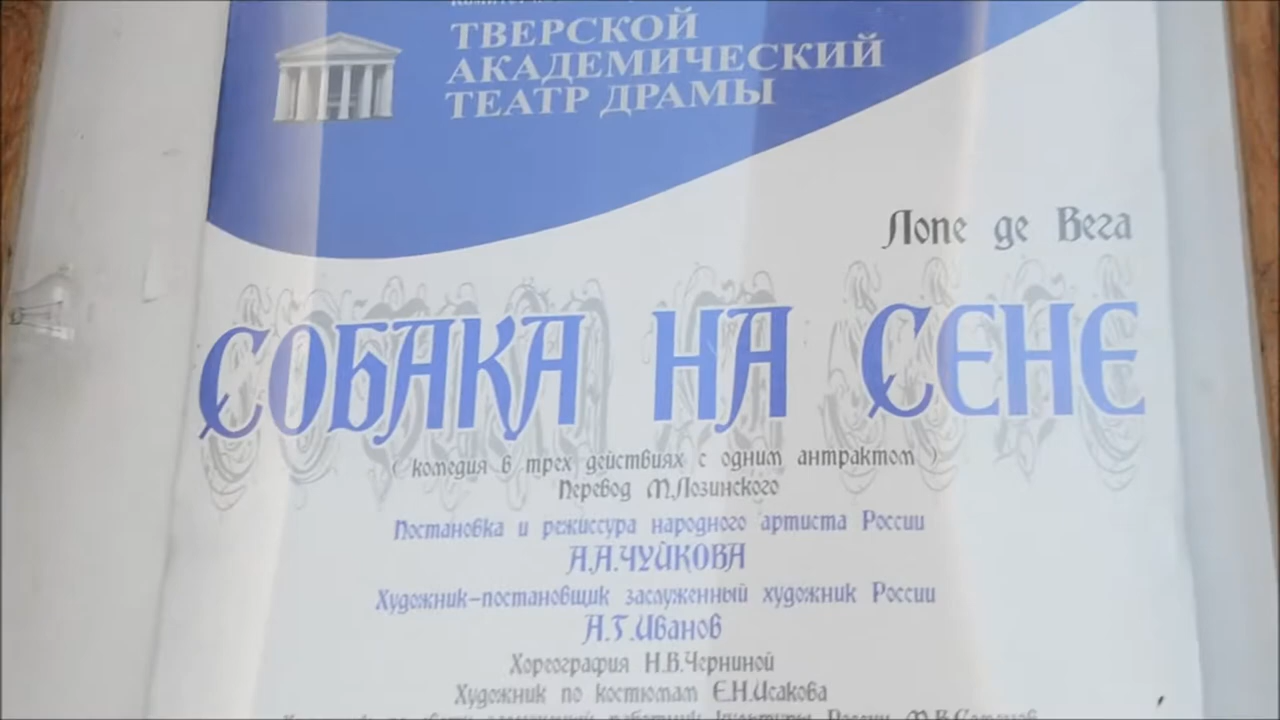 ТВЕРСКОЙ
АКАДЕМИЧЕСКИЙ
ТЕАТР ДРАМЫ
Лопе де Вега
СОБАКА НА СЕНЕ
( комедия в трех действиях с одним антрактом )
Перевод М.Лозинского
Постановка и режиссура народного артиста России
А.А.ЧУЙКОВА
Художник-постановщик заслуженный художник России
А.Г.Иванов
Хореография Н.В.Черниной
Художник по костюмам Е.Н.Исакова